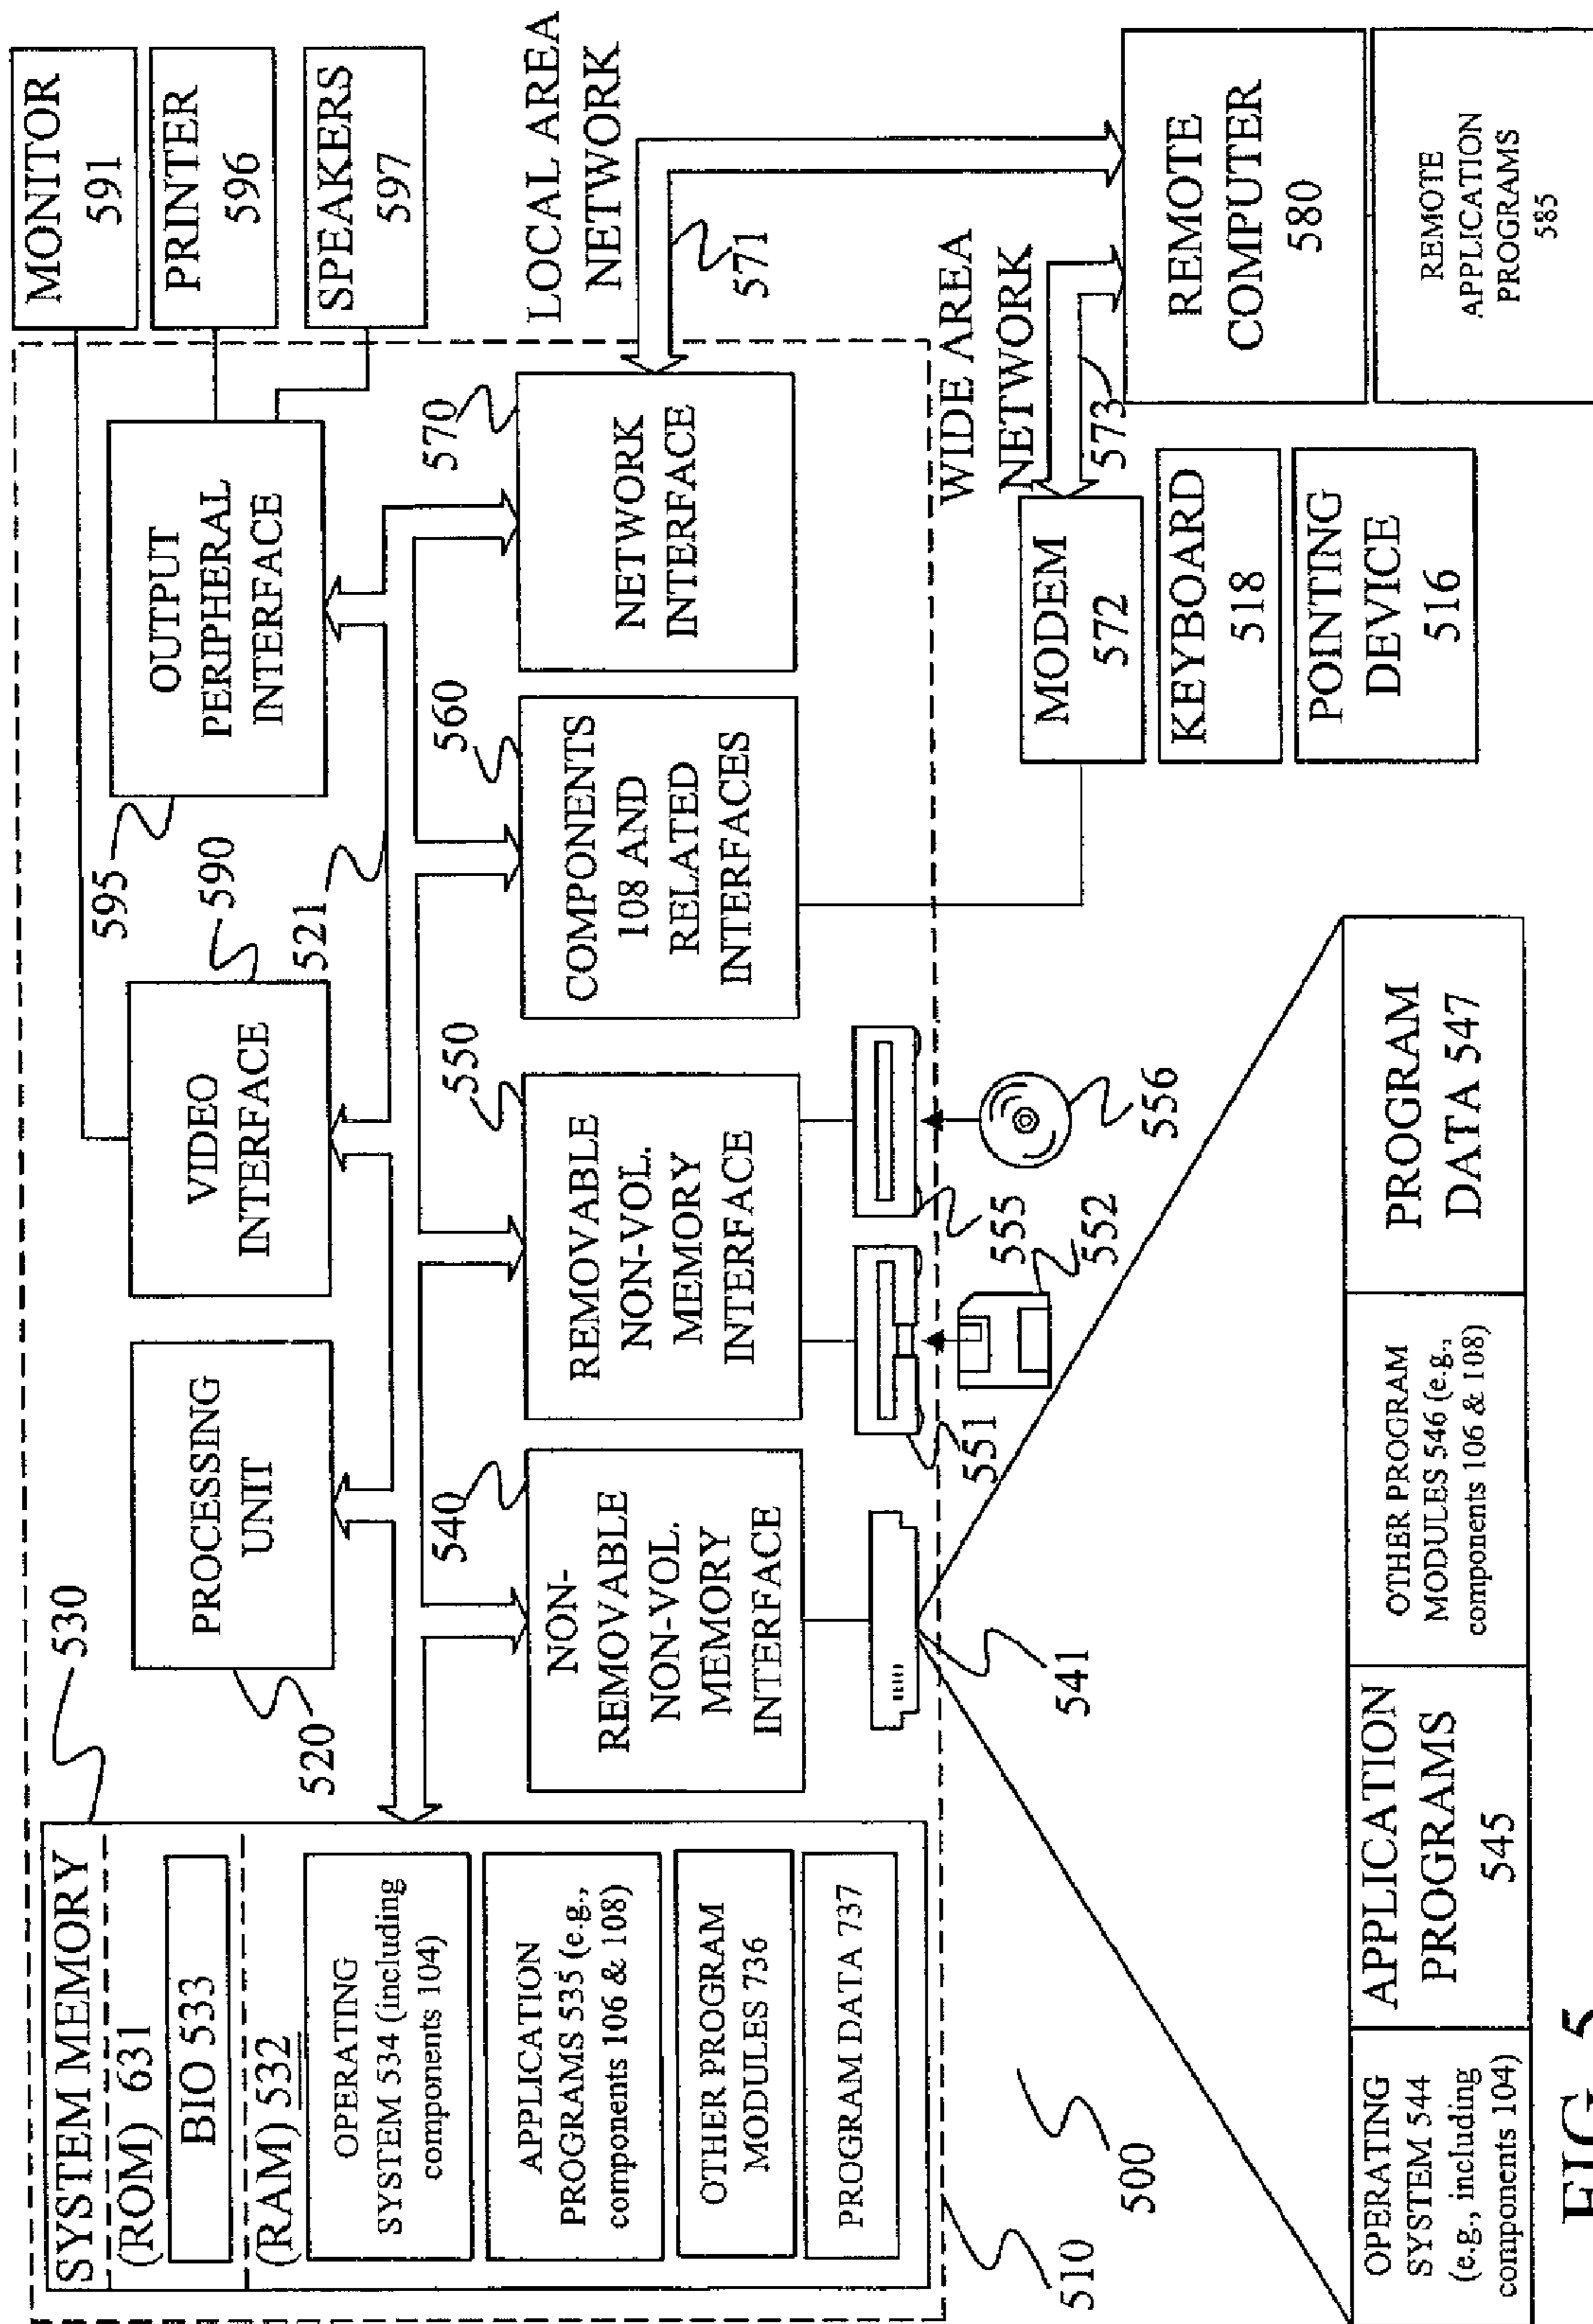 SYSTEM MEMORY
(ROM) 631
BIO 533
(RAM) 532
OPERATING
SYSTEM 534 (including
components 104)
APPLICATION
PROGRAMS 535 (e.g.,
components 106 & 108)
OTHER PROGRAM
MODULES 736
PROGRAM DATA 737
530
PROCESSING
UNIT
520
VIDEO
INTERFACE
590
OUTPUT
PERIPHERAL
INTERFACE
595
521
MONITOR
591
PRINTER
596
SPEAKERS
597
540
NON-
REMOVABLE
NON-VOL.
MEMORY
INTERFACE
550
REMOVABLE
NON-VOL.
MEMORY
INTERFACE
560
COMPONENTS
108 AND
RELATED
INTERFACES
570
NETWORK
INTERFACE
LOCAL AREA
NETWORK
571
WIDE AREA
NETWORK
573
541
551
552
555
556
510
500
MODEM
572
KEYBOARD
518
POINTING
DEVICE
516
REMOTE
COMPUTER
580
REMOTE
APPLICATION
PROGRAMS
585
OPERATING
SYSTEM 544
(e.g., including
components 104)
APPLICATION
PROGRAMS
545
OTHER PROGRAM
MODULES 546 (e.g.,
components 106 & 108)
PROGRAM
DATA 547
FIG. 5